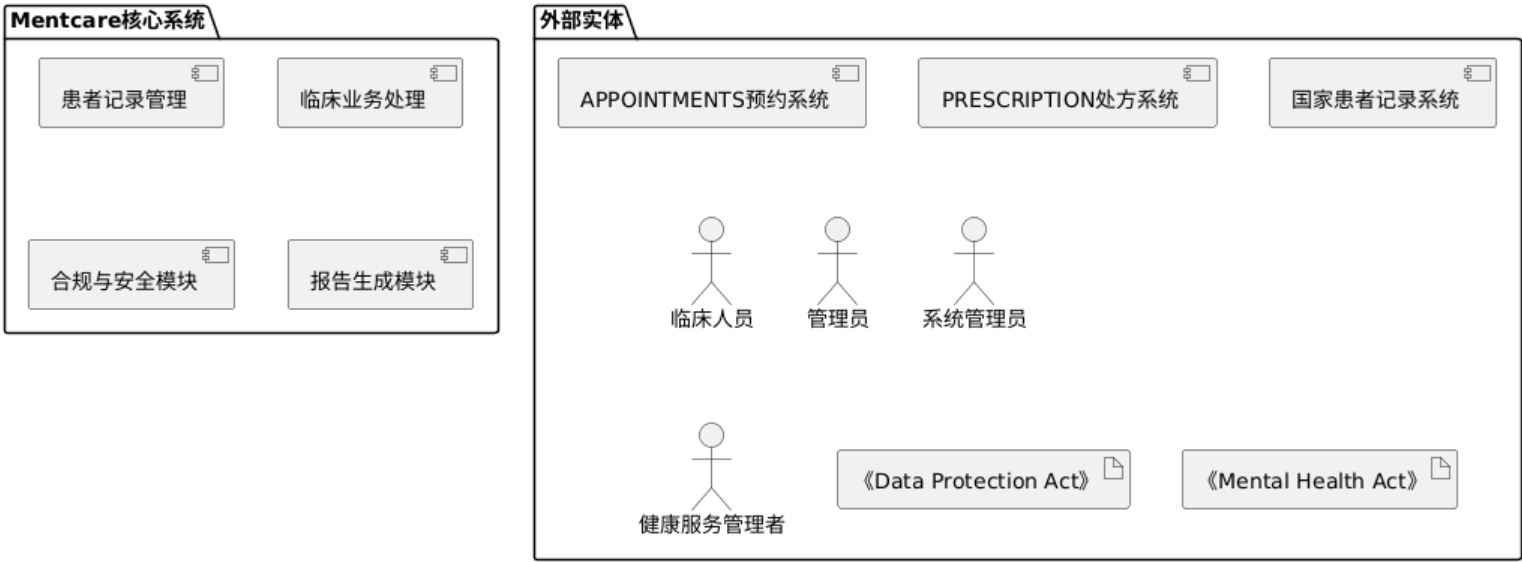 Mentcare核心系统
患者记录管理
临床业务处理
合规与安全模块
报告生成模块
外部实体
APPOINTMENTS预约系统
PRESCRIPTION处方系统
国家患者记录系统
临床人员
管理员
系统管理员
健康服务管理者
《Data Protection Act》
《Mental Health Act》